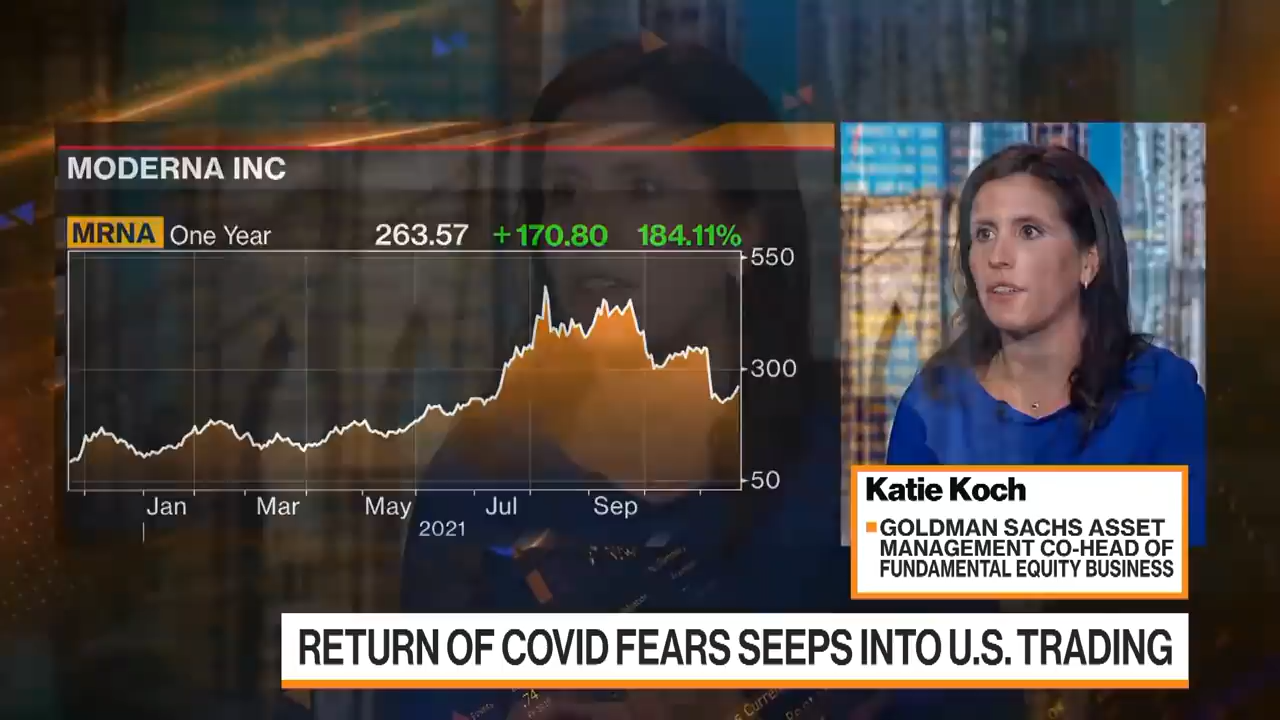 MODERNA INC
MRNA One Year 263.57 +170.80 184.11%
550
300
50
Jan Mar May Jul Sep
2021
Katie Koch
GOLDMAN SACHS ASSET
MANAGEMENT CO-HEAD OF
FUNDAMENTAL EQUITY BUSINESS
RETURN OF COVID FEARS SEEPS INTO U.S. TRADING
.74